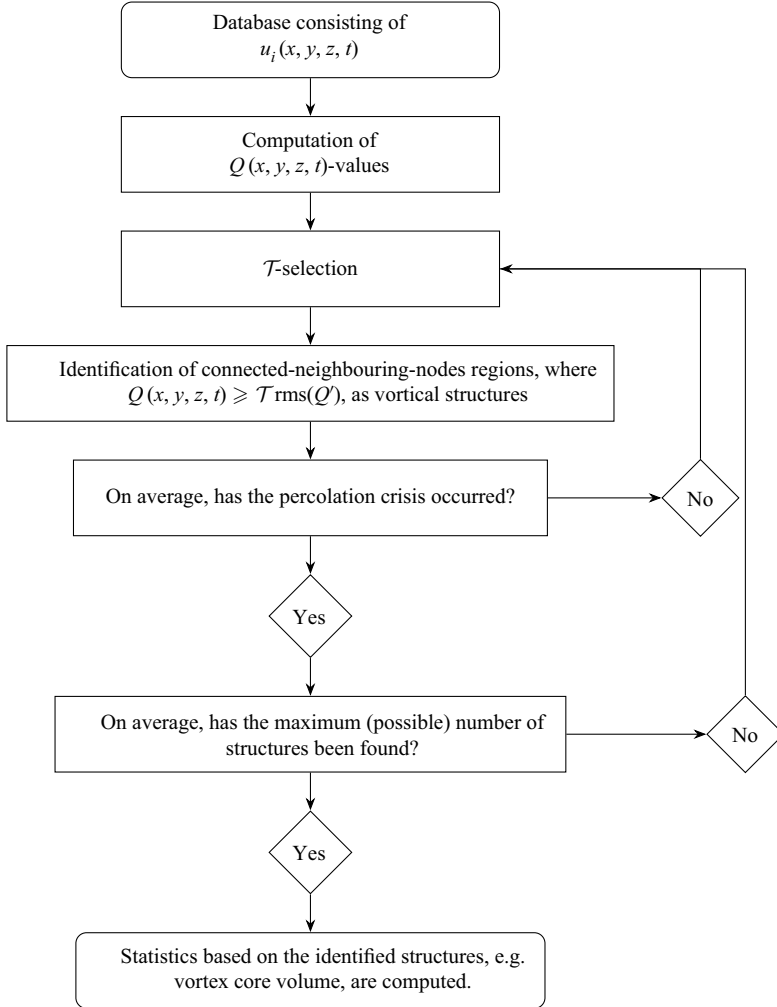 Database consisting of
u_i (x, y, z, t)
Computation of
Q (x, y, z, t)-values
𝒯-selection
Identification of connected-neighbouring-nodes regions, where
Q (x, y, z, t) ⩾ 𝒯 rms(Q′), as vortical structures
On average, has the percolation crisis occurred?
No
Yes
On average, has the maximum (possible) number of
structures been found?
No
Yes
Statistics based on the identified structures, e.g.
vortex core volume, are computed.